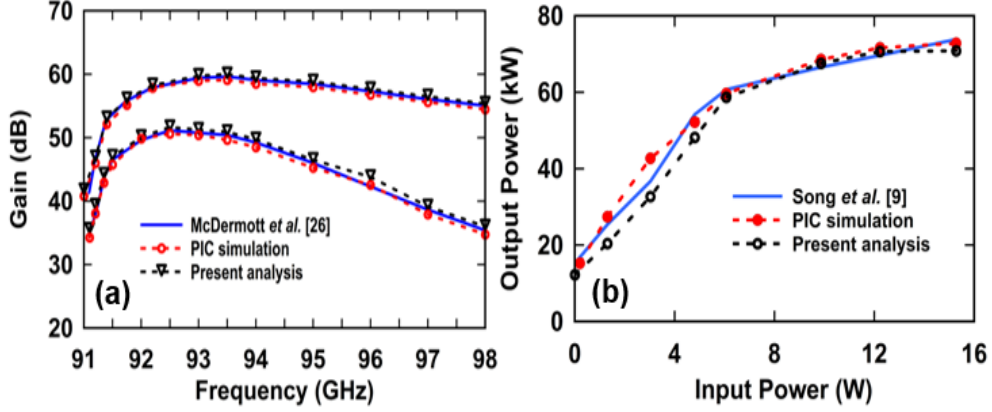 70
60
50
40
30
20
Gain (dB)
McDermott et al. [26]
PIC simulation
Present analysis
(a)
91 92 93 94 95 96 97 98
Frequency (GHz)
80
60
40
20
0
Output Power (kW)
Song et al. [9]
PIC simulation
Present analysis
(b)
0 4 8 12 16
Input Power (W)